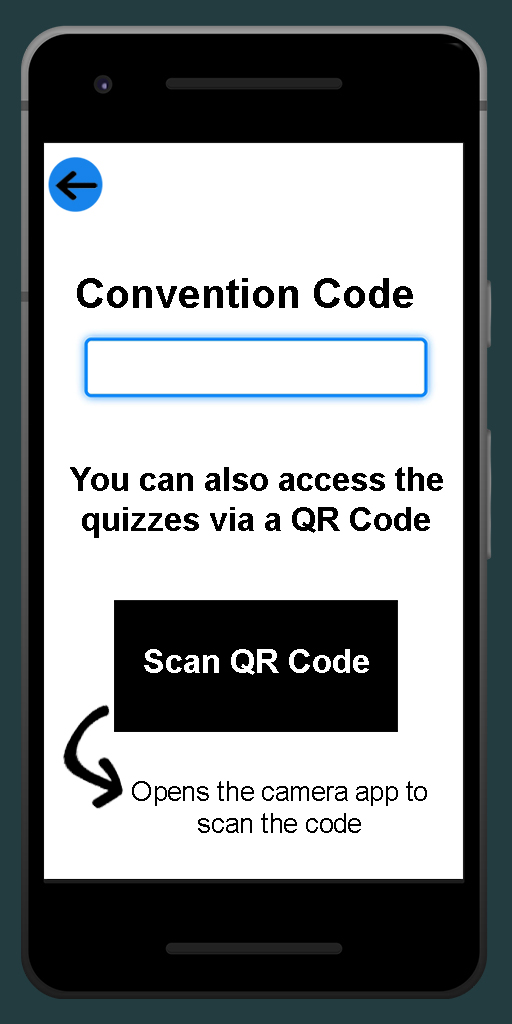 Convention Code
You can also access the
quizzes via a QR Code
Scan QR Code
Opens the camera app to
scan the code